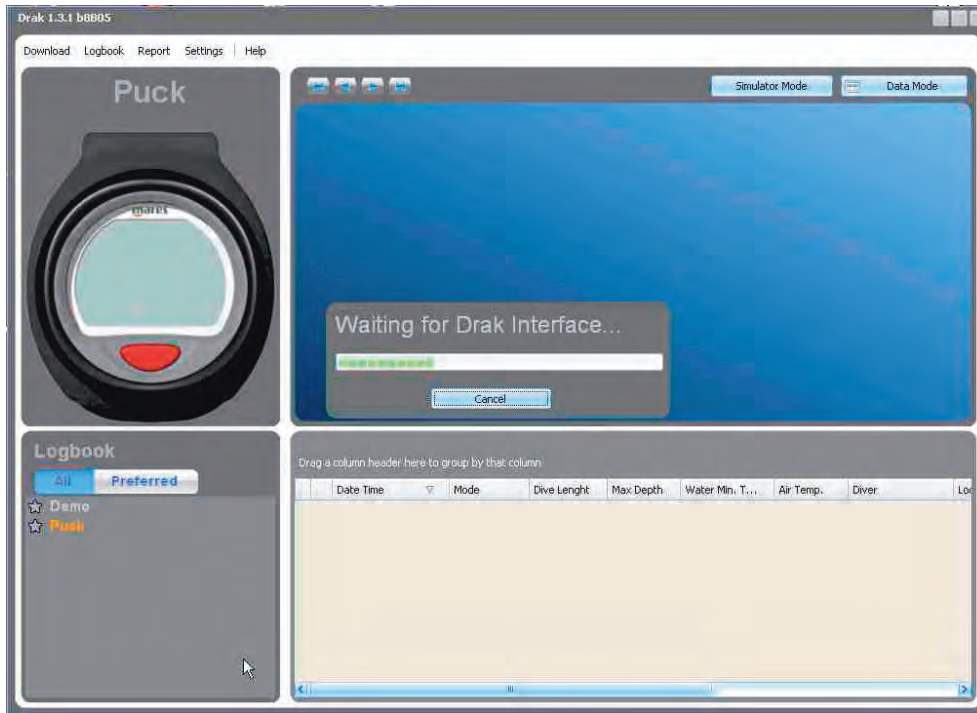 Drak 1.3.1 b8B05
Download Logbook Report Settings Help
Puck
mares
Simulator Mode
Data Mode
Waiting for Drak Interface...
Cancel
Logbook
All Preferred
Demo
Puck
Drag a column header here to group by that column
Date Time Mode Dive Lenght Max Depth Water Min. T... Air Temp. Diver Loc